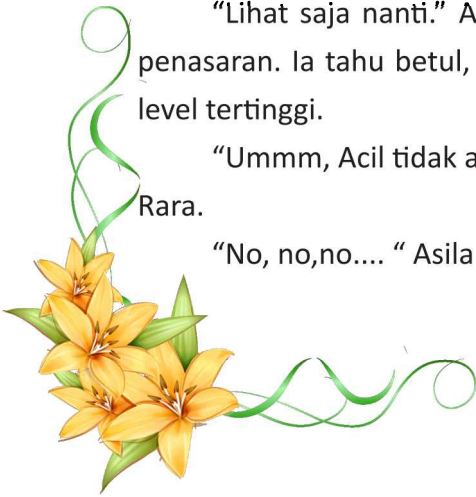 “Lihat saja nanti.” A
penasaran. Ia tahu betul,
level tertinggi.
“Ummm, Acil tidak a
Rara.
“No, no,no.... “ Asila